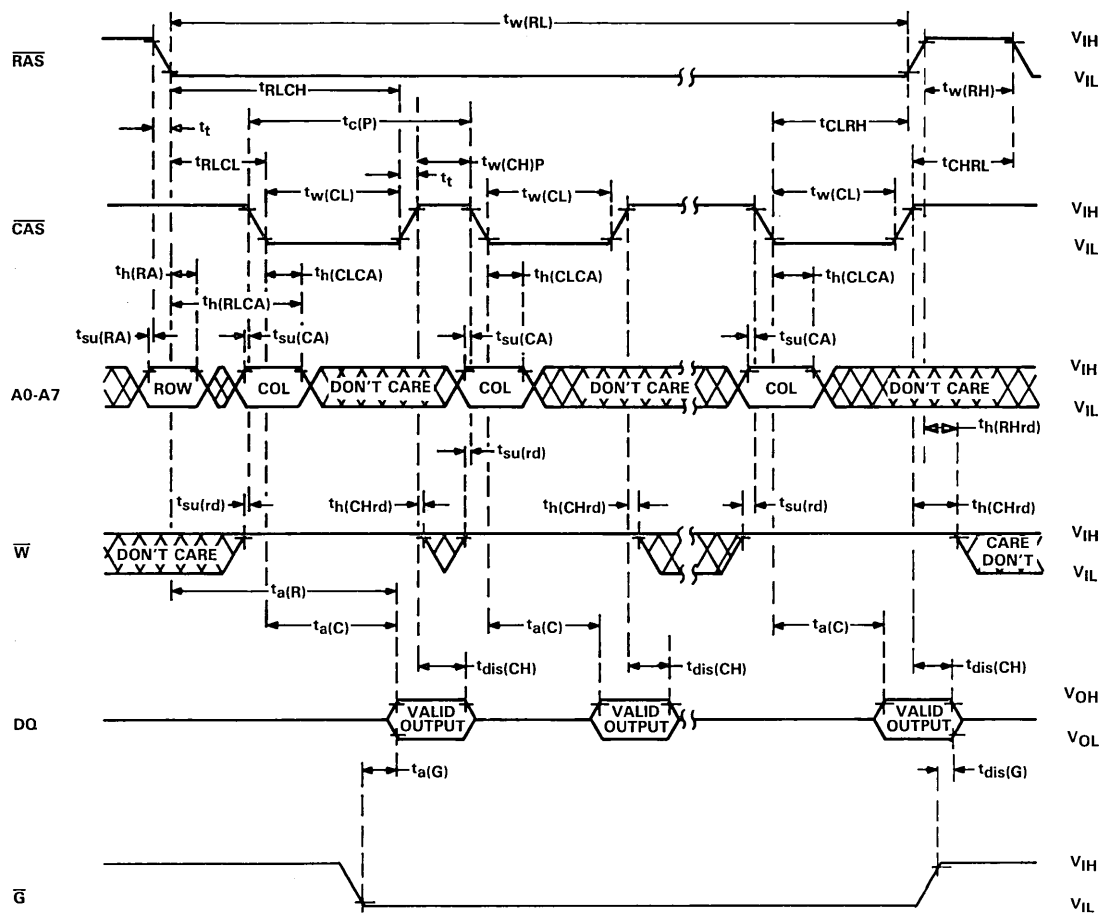 tw(RL)
RAS
VIH
VIL
tRLCH
tw(RH)
tc(P)
tCLRH
tt
tRLCL
tw(CH)P
tCHRL
tt
tw(CL)
tw(CL)
tw(CL)
CAS
VIH
VIL
th(RA)
th(CLCA)
th(CLCA)
th(CLCA)
th(RLCA)
tsu(RA)
tsu(CA)
tsu(CA)
tsu(CA)
A0-A7
ROW
COL
DON'T CARE
COL
DON'T CARE
COL
DON'T CARE
VIH
VIL
th(RHrd)
tsu(rd)
tsu(rd)
th(CHrd)
th(CHrd)
tsu(rd)
th(CHrd)
W
DON'T CARE
CARE
DON'T
VIH
VIL
ta(R)
ta(C)
ta(C)
ta(C)
tdis(CH)
tdis(CH)
tdis(CH)
DQ
VALID
OUTPUT
VALID
OUTPUT
VALID
OUTPUT
VOH
VOL
ta(G)
tdis(G)
G
VIH
VIL